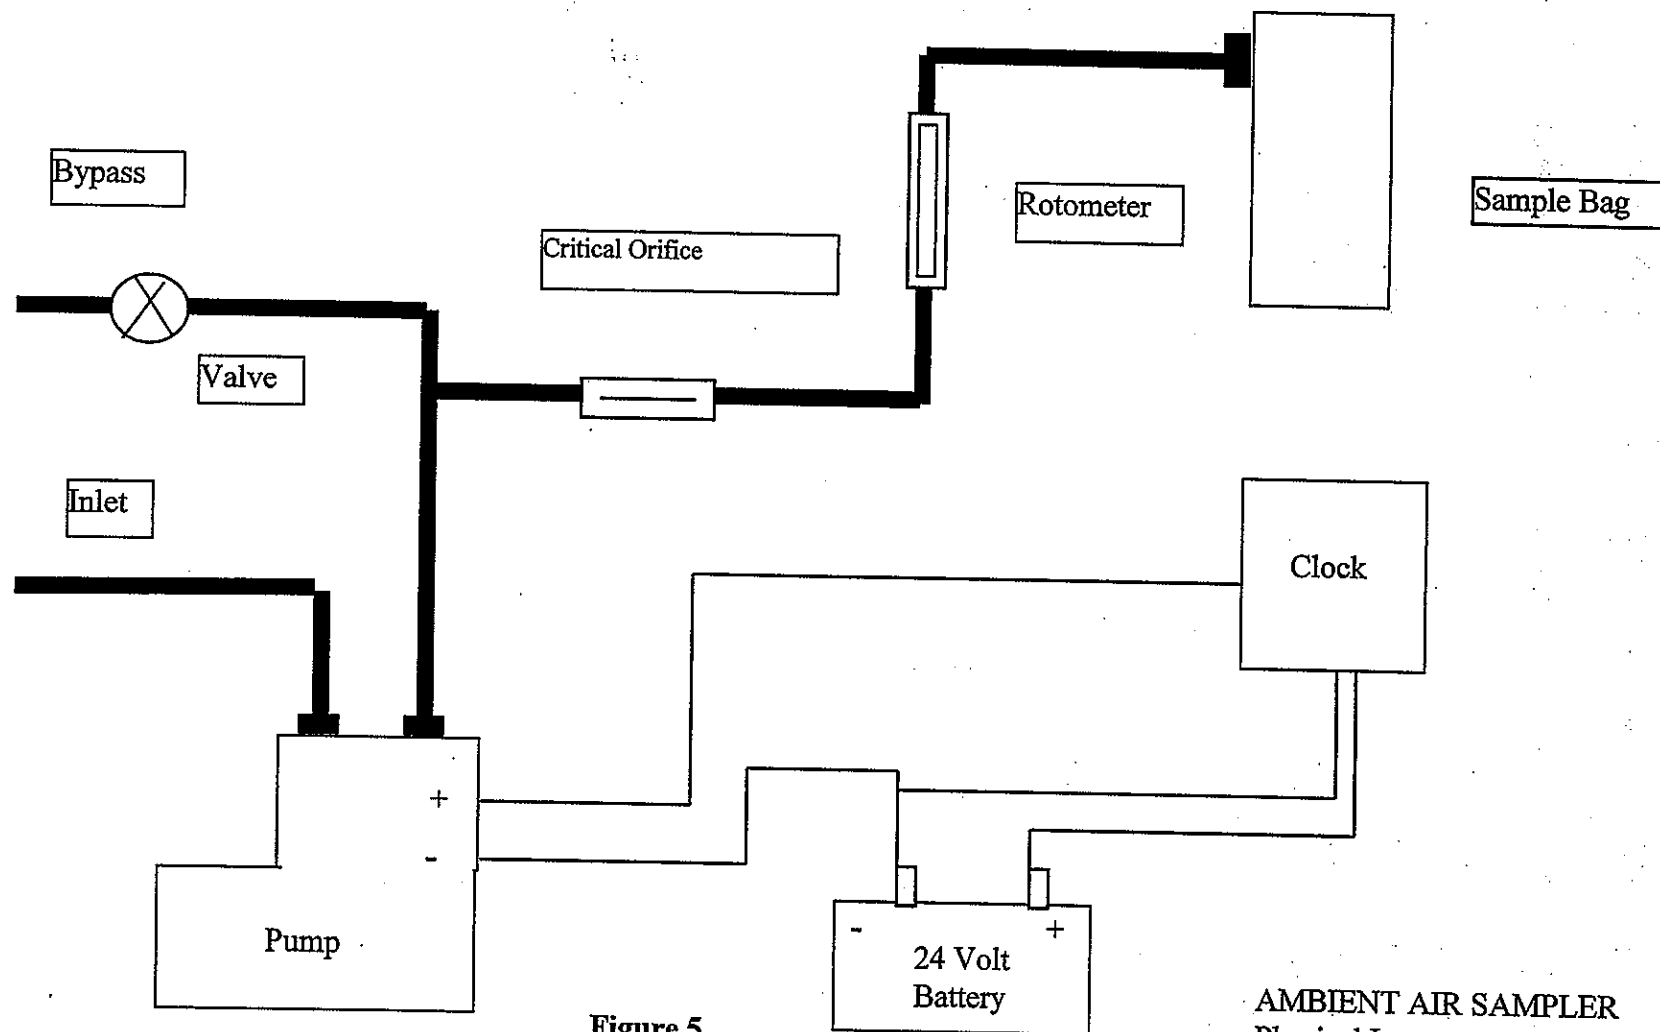 Bypass
Critical Orifice
Rotometer
Sample Bag
Valve
Inlet
Clock
+
-
Pump
- +
24 Volt
Battery
Figure 5
AMBIENT AIR SAMPLER